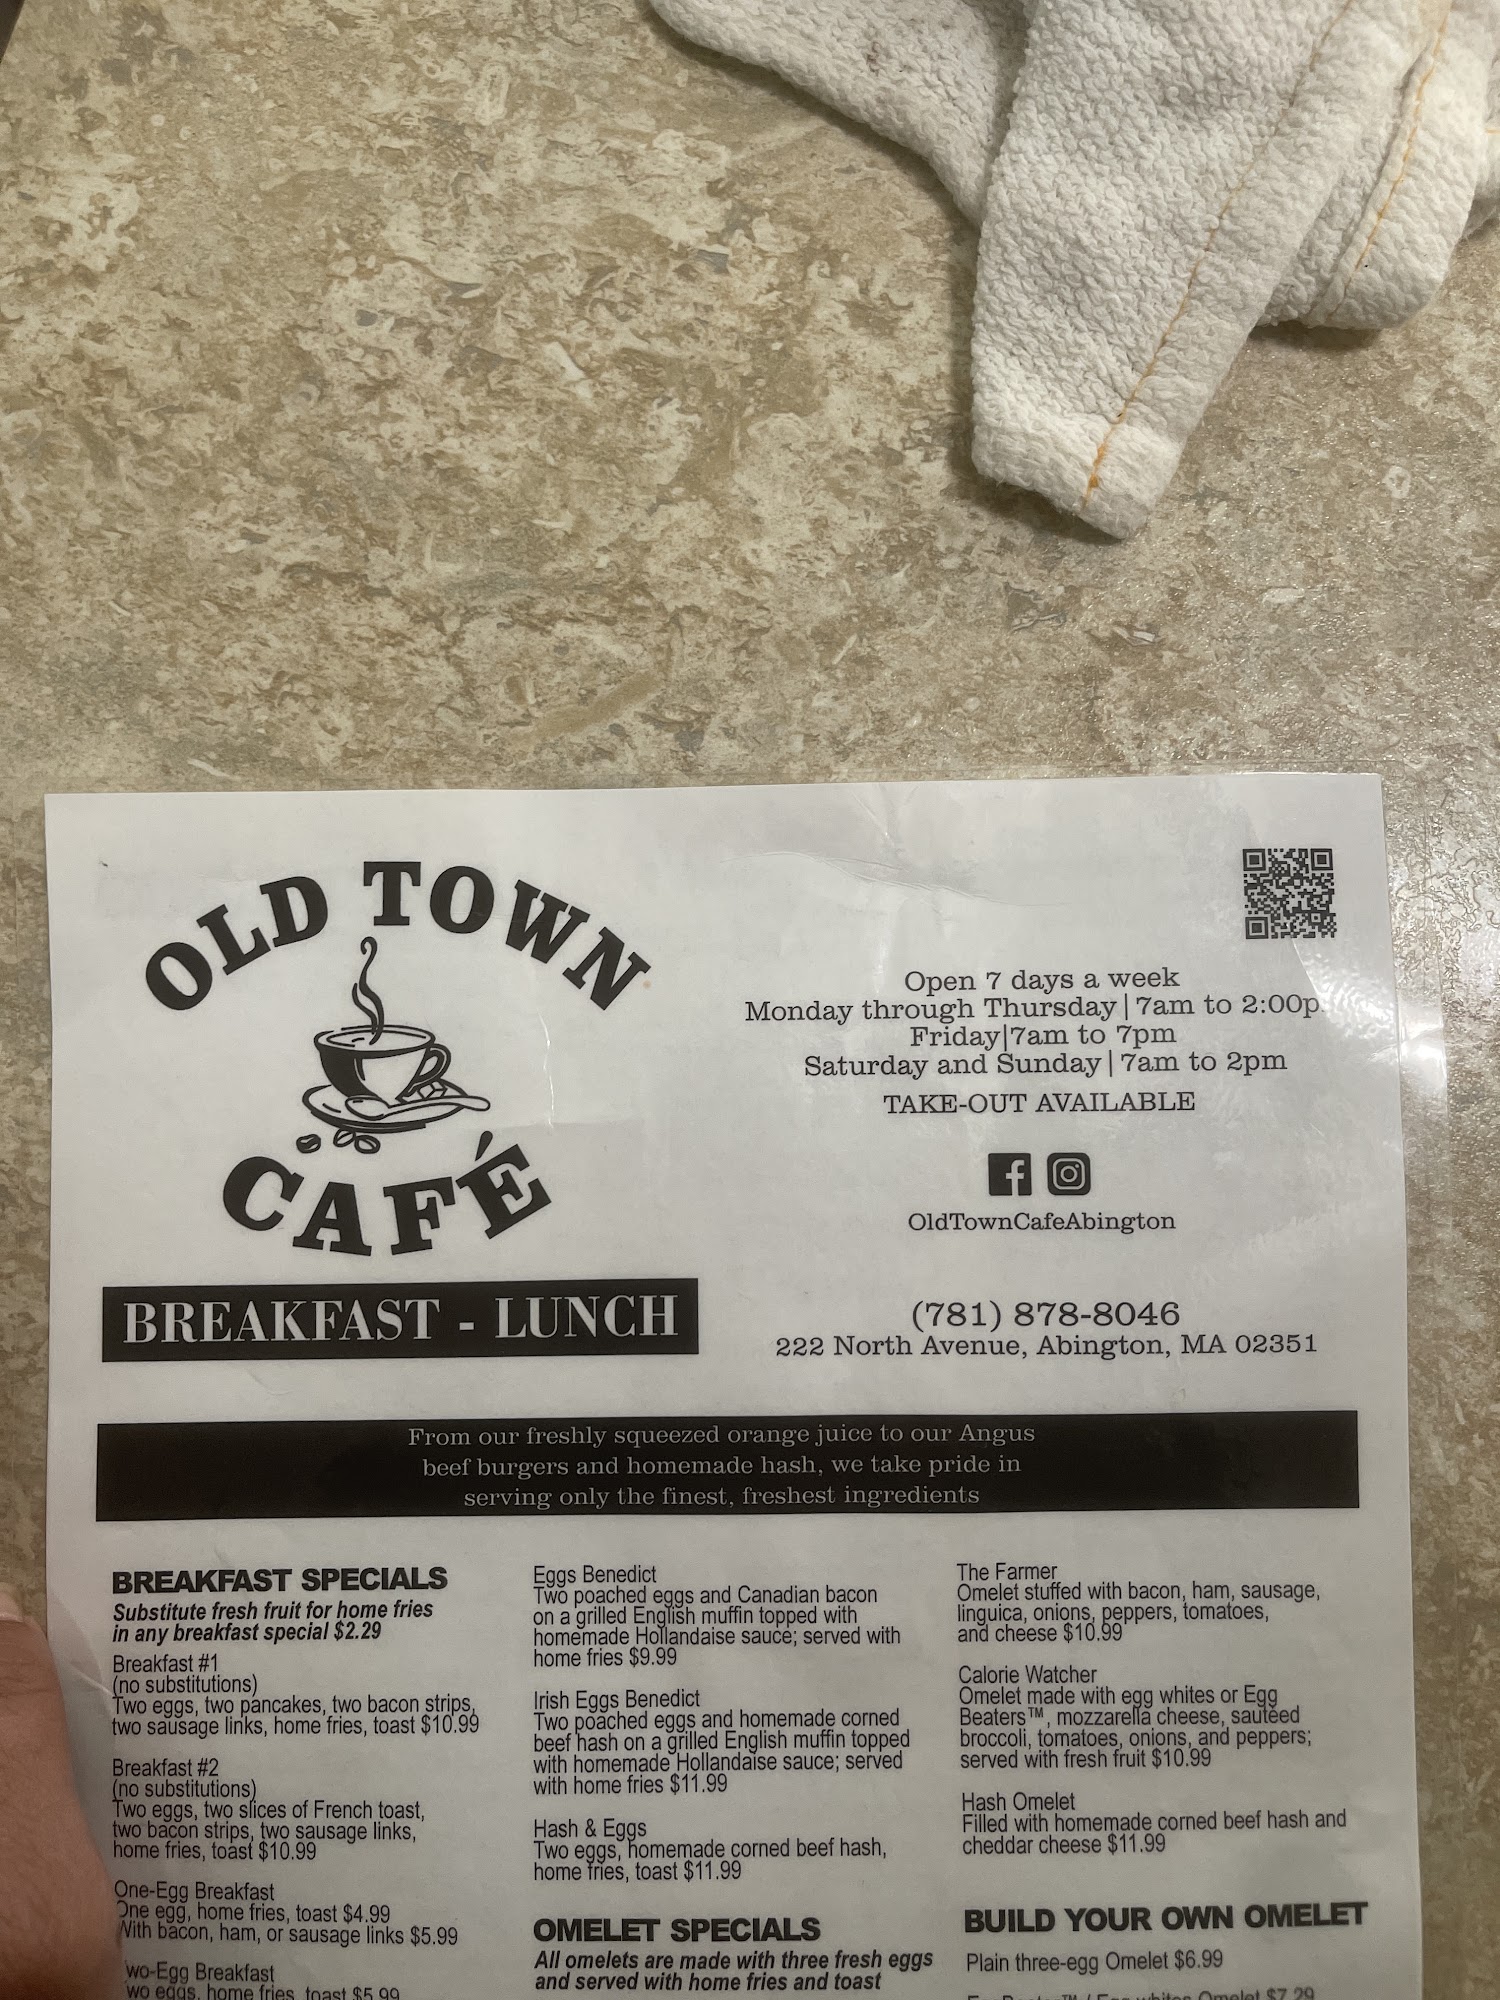 OLD TOWN
CAFÉ
BREAKFAST - LUNCH
Open 7 days a week
Monday through Thursday | 7am to 2:00p
Friday|7am to 7pm
Saturday and Sunday | 7am to 2pm
TAKE-OUT AVAILABLE
OldTownCafeAbington
(781) 878-8046
222 North Avenue, Abington, MA 02351
From our freshly squeezed orange juice to our Angus
beef burgers and homemade hash, we take pride in
serving only the finest, freshest ingredients
BREAKFAST SPECIALS
Substitute fresh fruit for home fries
in any breakfast special $2.29
Breakfast #1
(no substitutions)
Two eggs, two pancakes, two bacon strips,
two sausage links, home fries, toast $10.99
Breakfast #2
(no substitutions)
Two eggs, two slices of French toast,
two bacon strips, two sausage links,
home fries, toast $10.99
One-Egg Breakfast
One egg, home fries, toast $4.99
With bacon, ham, or sausage links $5.99
Two-Egg Breakfast
Two eggs, home fries, toast $5.99
Eggs Benedict
Two poached eggs and Canadian bacon
on a grilled English muffin topped with
homemade Hollandaise sauce; served with
home fries $9.99
Irish Eggs Benedict
Two poached eggs and homemade corned
beef hash on a grilled English muffin topped
with homemade Hollandaise sauce; served
with home fries $11.99
Hash & Eggs
Two eggs, homemade corned beef hash,
home fries, toast $11.99
OMELET SPECIALS
All omelets are made with three fresh eggs
and served with home fries and toast
The Farmer
Omelet stuffed with bacon, ham, sausage,
linguica, onions, peppers, tomatoes,
and cheese $10.99
Calorie Watcher
Omelet made with egg whites or Egg
Beaters™, mozzarella cheese, sautéed
broccoli, tomatoes, onions, and peppers;
served with fresh fruit $10.99
Hash Omelet
Filled with homemade corned beef hash and
cheddar cheese $11.99
BUILD YOUR OWN OMELET
Plain three-egg Omelet $6.99
Egg Beaters™ / Egg whites Omelet $7.29